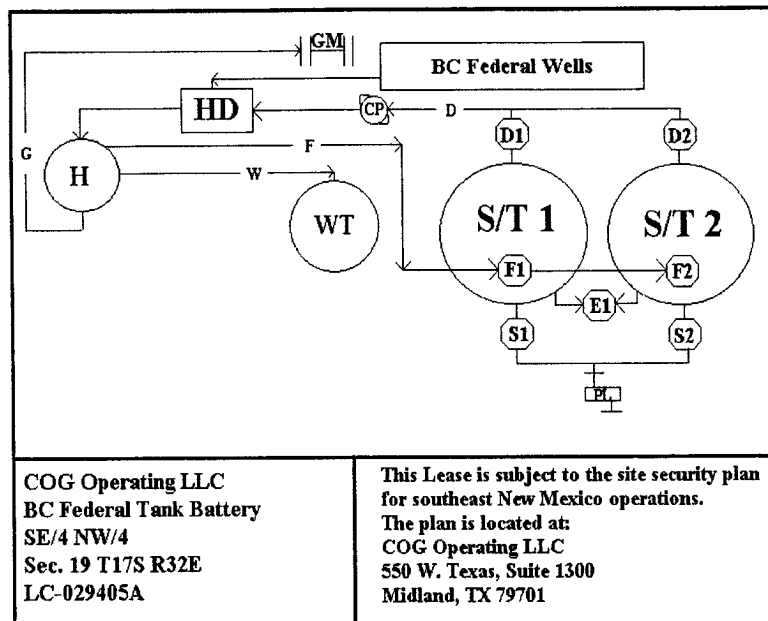 GM
BC Federal Wells
HD
CP
D
D1
D2
G
H
F
W
WT
S/T 1
S/T 2
F1
F2
E1
S1
S2
PL
COG Operating LLC
BC Federal Tank Battery
SE/4 NW/4
Sec. 19 T17S R32E
LC-029405A
This Lease is subject to the site security plan
for southeast New Mexico operations.
The plan is located at:
COG Operating LLC
550 W. Texas, Suite 1300
Midland, TX 79701